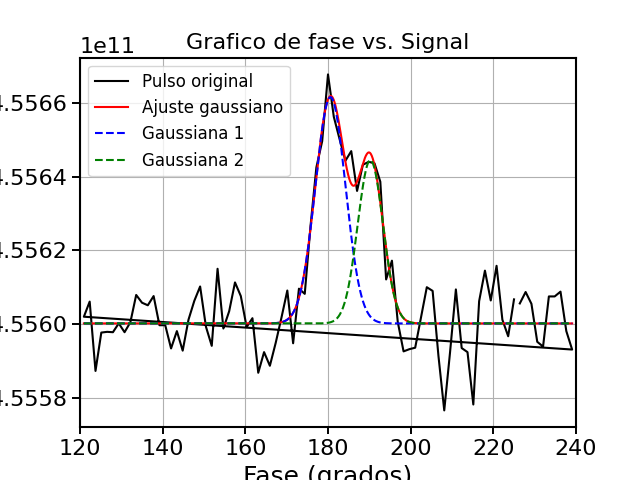 1e11
Grafico de fase vs. Signal
Pulso original
Ajuste gaussiano
Gaussiana 1
Gaussiana 2
4.5566
4.5564
4.5562
4.5560
4.5558
120 140 160 180 200 220 240
Fase (grados)